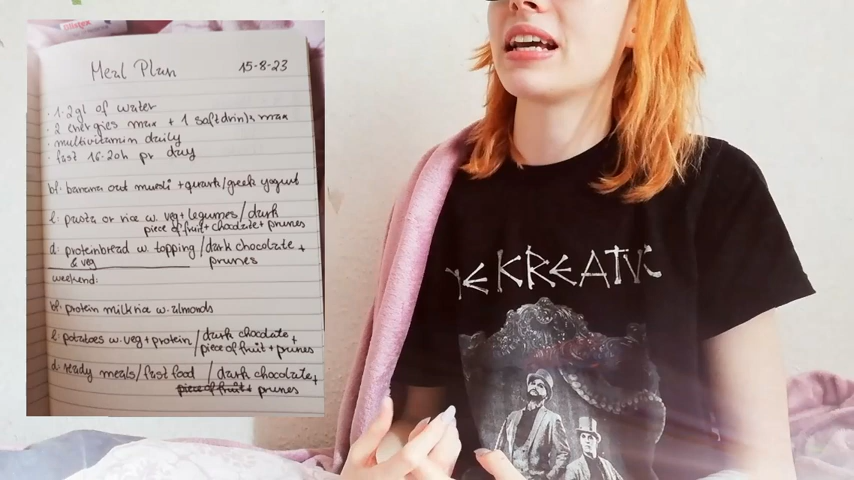 Meal Plan 15-8-23
· 1-2gl of water
· 2 energies max + 1 softdrink max
· multivitamin daily
· fast 16-20h pr day
bf: banana oat muesli + quark/greek yogurt
l: pasta or rice w. veg + legumes / dark
piece of fruit + chocolate + prunes
d: proteinbread w. topping / dark chocolate +
& veg prunes
weekend:
bf: protein milkrice w. almonds
l: potatoes w. veg + protein / dark chocolate +
piece of fruit + prunes
d: ready meals / fast food / dark chocolate +
piece of fruit + prunes